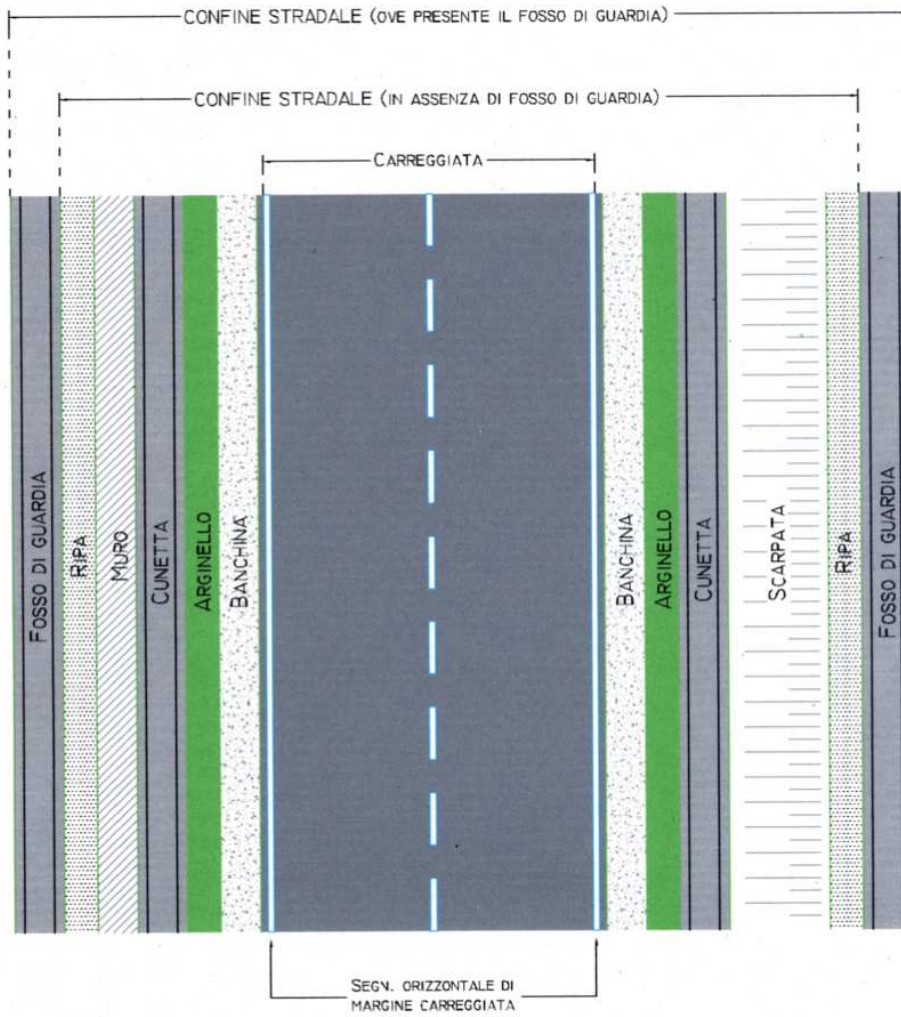 CONFINE STRADALE (OVE PRESENTE IL FOSSO DI GUARDIA)
CONFINE STRADALE (IN ASSENZA DI FOSSO DI GUARDIA)
CARREGGIATA
FOSSO DI GUARDIA
RIPA
MURO
CUNETTA
ARGINELLO
BANCHINA
BANCHINA
ARGINELLO
CUNETTA
SCARPATA
RIPA
FOSSO DI GUARDIA
SEGN. ORIZZONTALE DI
MARGINE CARREGGIATA